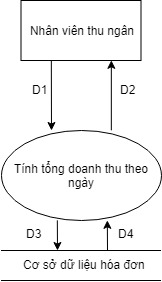 Nhân viên thu ngân
D1
D2
Tính tổng doanh thu theo
ngày
D3
D4
Cơ sở dữ liệu hóa đơn